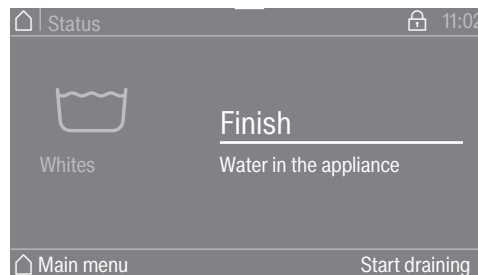 Status 11:02
Finish
Whites Water in the appliance
Main menu Start draining